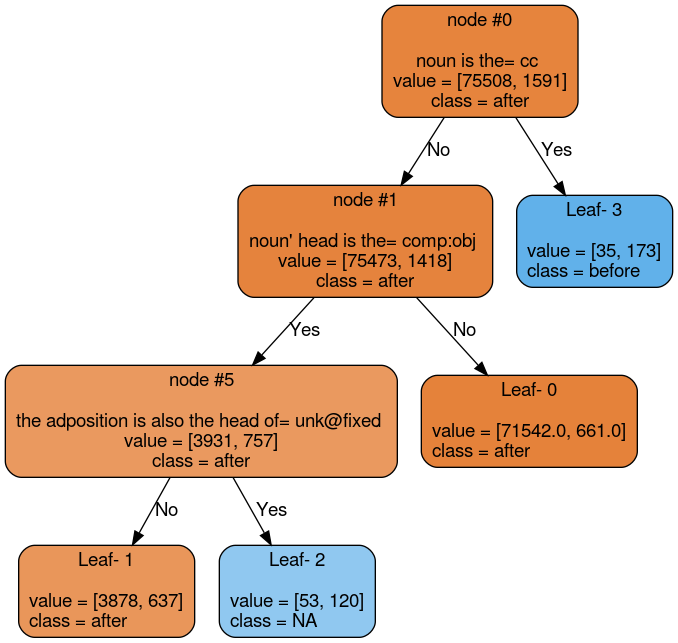 node #0
noun is the= cc
value = [75508, 1591]
class = after
No
Yes
node #1
noun' head is the= comp:obj
value = [75473, 1418]
class = after
Leaf- 3
value = [35, 173]
class = before
Yes
No
node #5
the adposition is also the head of= unk@fixed
value = [3931, 757]
class = after
Leaf- 0
value = [71542.0, 661.0]
class = after
No
Yes
Leaf- 1
value = [3878, 637]
class = after
Leaf- 2
value = [53, 120]
class = NA